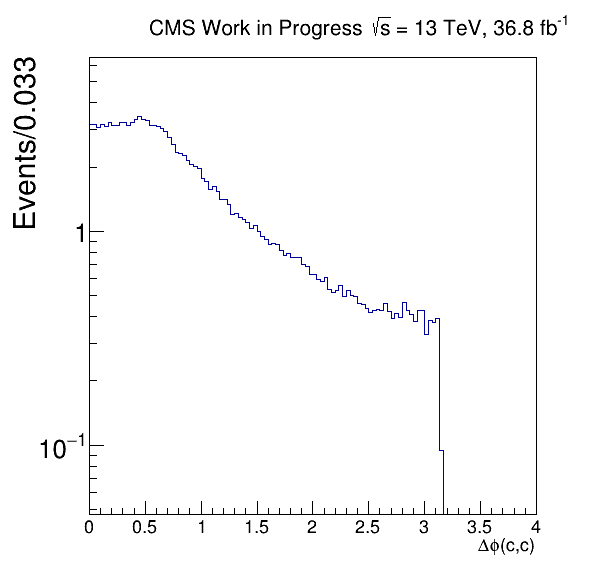 CMS Work in Progress √s = 13 TeV, 36.8 fb⁻¹
Events/0.033
1
10⁻¹
0 0.5 1 1.5 2 2.5 3 3.5 4
Δϕ(c,c)